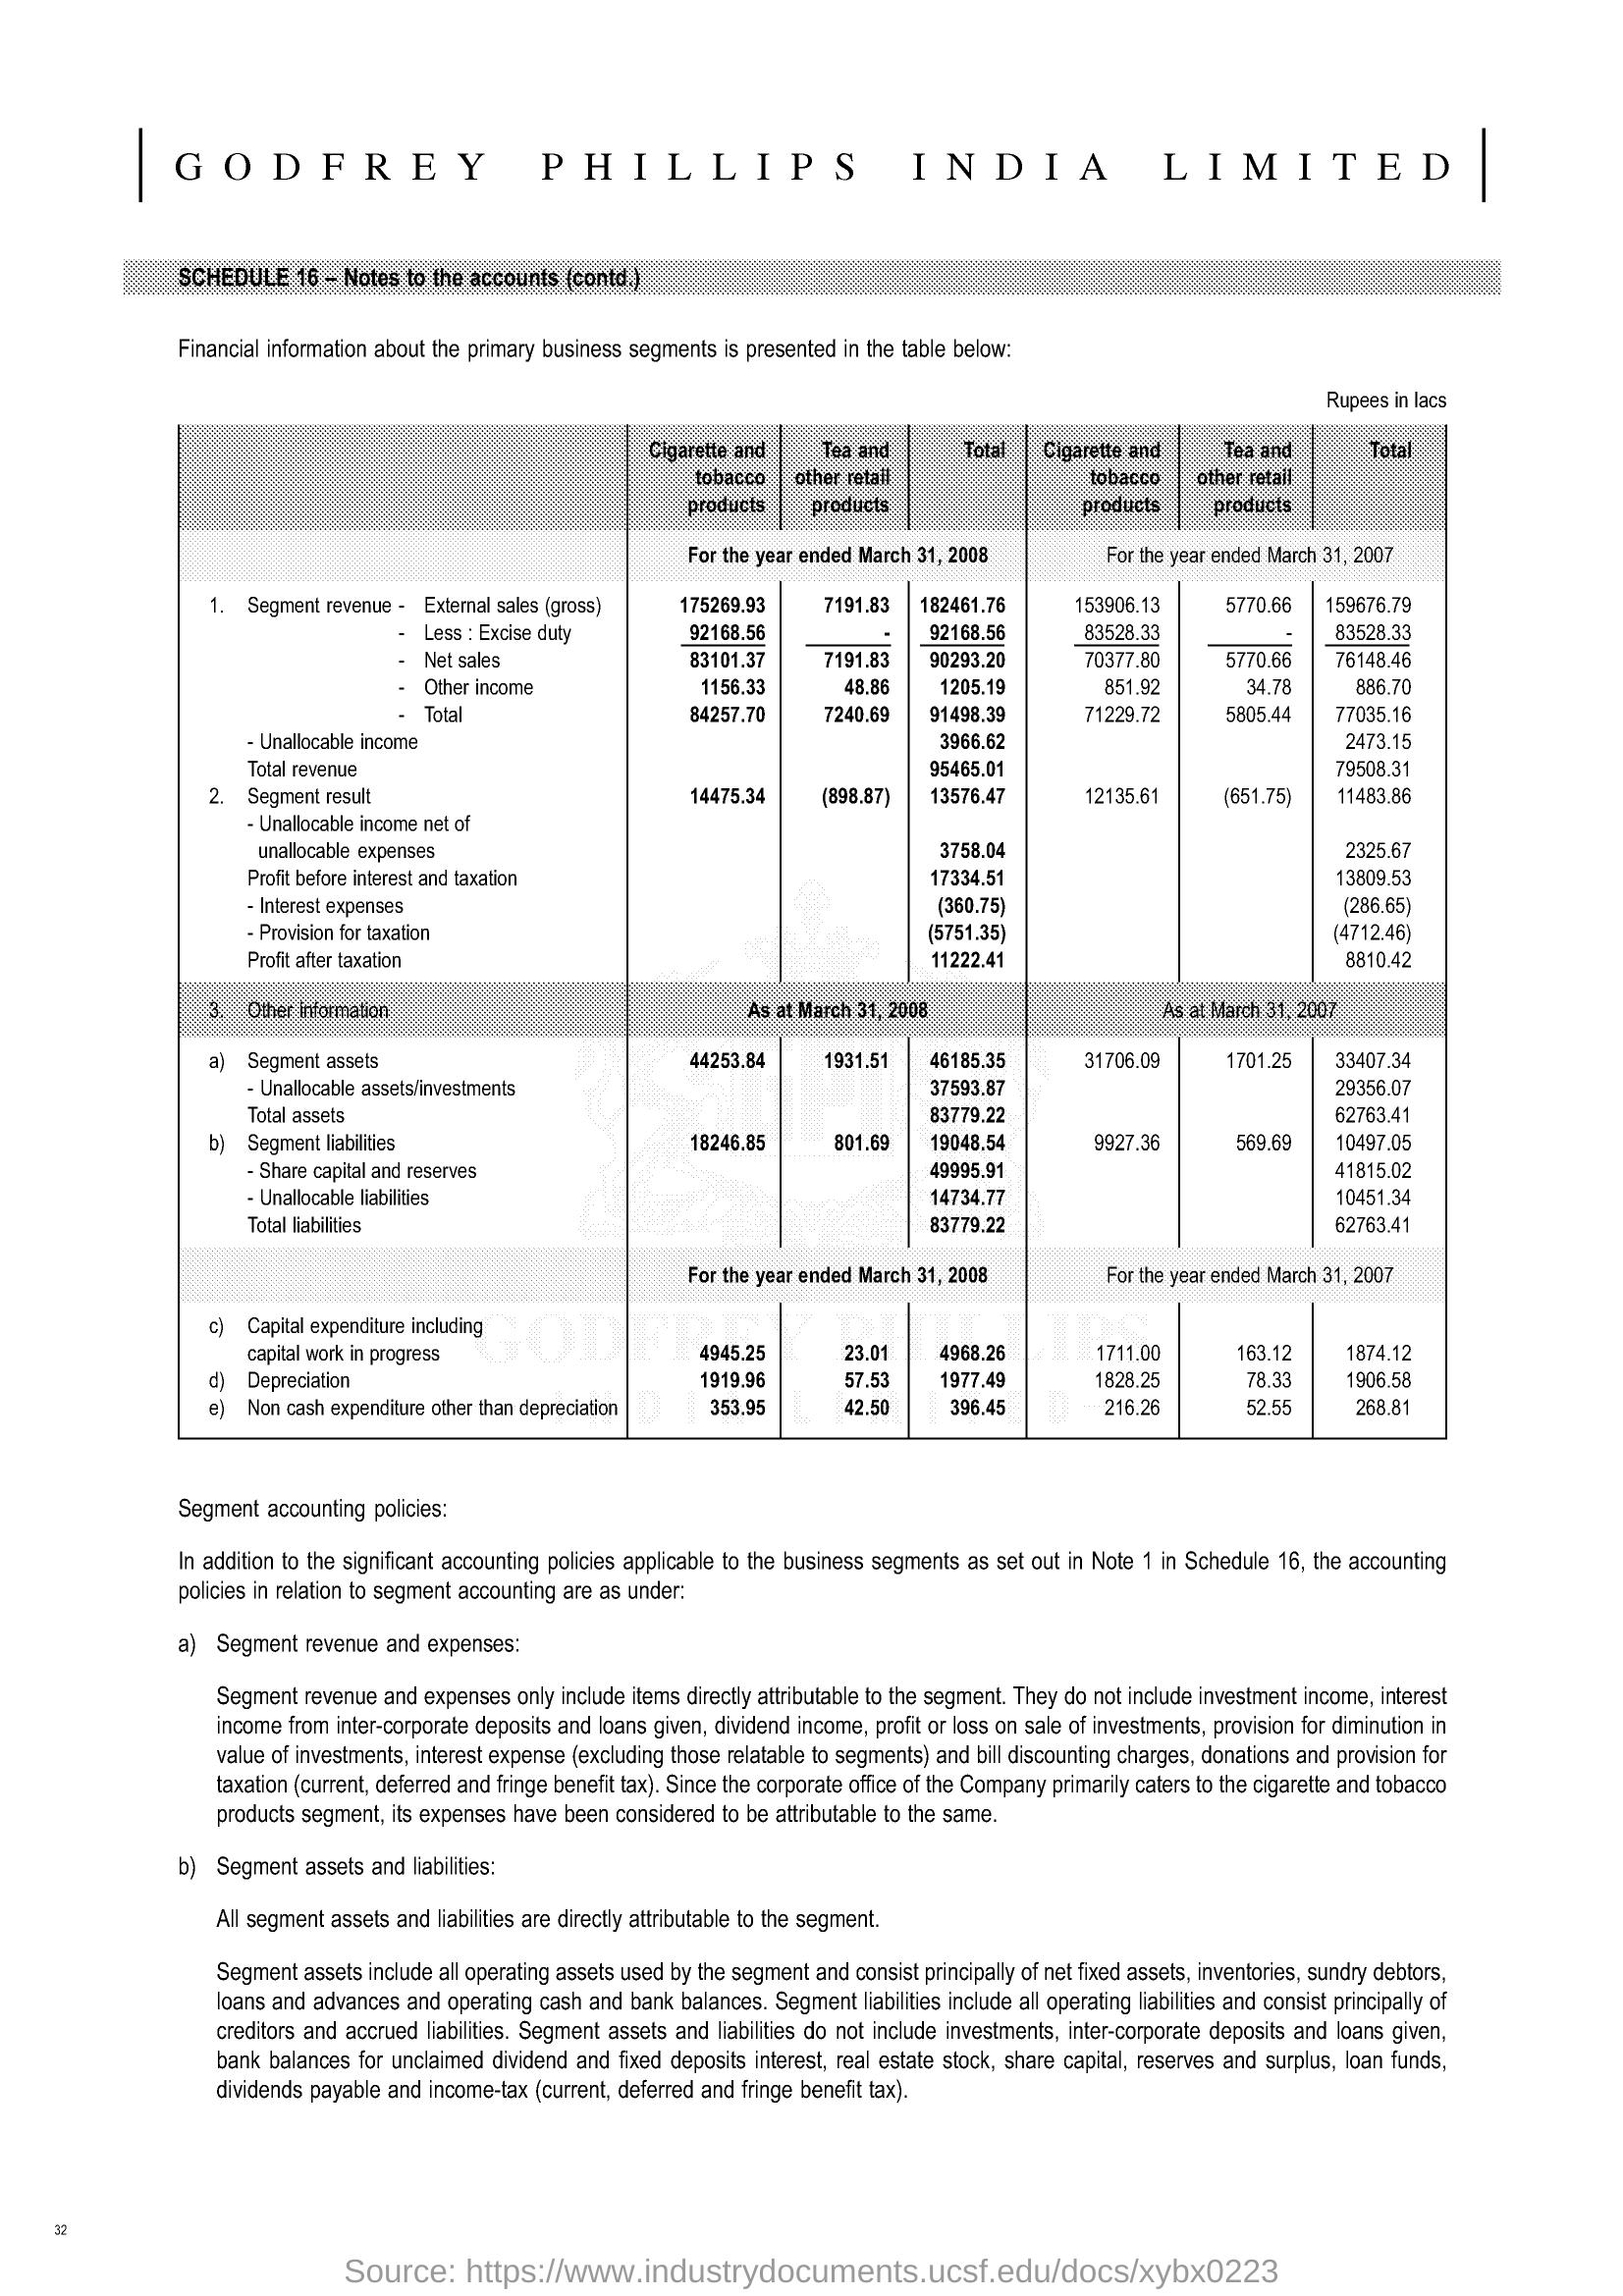 GODFREY PHILLIPS INDIA LIMITED
SCHEDULE 16 – Notes to the accounts (contd.)
Financial information about the primary business segments is presented in the table below:
Rupees in lacs
Cigarette and tobacco products Tea and other retail products Total Cigarette and tobacco products Tea and other retail products Total
For the year ended March 31, 2008 For the year ended March 31, 2007
1. Segment revenue - External sales (gross) 175269.93 7191.83 182461.76 153906.13 5770.66 159676.79
- Less : Excise duty 92168.56 - 92168.56 83528.33 - 83528.33
- Net sales 83101.37 7191.83 90293.20 70377.80 5770.66 76148.46
- Other income 1156.33 48.86 1205.19 851.92 34.78 886.70
- Total 84257.70 7240.69 91498.39 71229.72 5805.44 77035.16
- Unallocable income 3966.62 2473.15
Total revenue 95465.01 79508.31
2. Segment result 14475.34 (898.87) 13576.47 12135.61 (651.75) 11483.86
- Unallocable income net of
unallocable expenses 3758.04 2325.67
Profit before interest and taxation 17334.51 13809.53
- Interest expenses (360.75) (286.65)
- Provision for taxation (5751.35) (4712.46)
Profit after taxation 11222.41 8810.42
3. Other information As at March 31, 2008 As at March 31, 2007
a) Segment assets 44253.84 1931.51 46185.35 31706.09 1701.25 33407.34
- Unallocable assets/investments 37593.87 29356.07
Total assets 83779.22 62763.41
b) Segment liabilities 18246.85 801.69 19048.54 9927.36 569.69 10497.05
- Share capital and reserves 49995.91 41815.02
- Unallocable liabilities 14734.77 10451.34
Total liabilities 83779.22 62763.41
For the year ended March 31, 2008 For the year ended March 31, 2007
c) Capital expenditure including
capital work in progress 4945.25 23.01 4968.26 1711.00 163.12 1874.12
d) Depreciation 1919.96 57.53 1977.49 1828.25 78.33 1906.58
e) Non cash expenditure other than depreciation 353.95 42.50 396.45 216.26 52.55 268.81
GODFREY PHILLIPS
INDIA LIMITED
Segment accounting policies:
In addition to the significant accounting policies applicable to the business segments as set out in Note 1 in Schedule 16, the accounting
policies in relation to segment accounting are as under:
a) Segment revenue and expenses:
Segment revenue and expenses only include items directly attributable to the segment. They do not include investment income, interest
income from inter-corporate deposits and loans given, dividend income, profit or loss on sale of investments, provision for diminution in
value of investments, interest expense (excluding those relatable to segments) and bill discounting charges, donations and provision for
taxation (current, deferred and fringe benefit tax). Since the corporate office of the Company primarily caters to the cigarette and tobacco
products segment, its expenses have been considered to be attributable to the same.
b) Segment assets and liabilities:
All segment assets and liabilities are directly attributable to the segment.
Segment assets include all operating assets used by the segment and consist principally of net fixed assets, inventories, sundry debtors,
loans and advances and operating cash and bank balances. Segment liabilities include all operating liabilities and consist principally of
creditors and accrued liabilities. Segment assets and liabilities do not include investments, inter-corporate deposits and loans given,
bank balances for unclaimed dividend and fixed deposits interest, real estate stock, share capital, reserves and surplus, loan funds,
dividends payable and income-tax (current, deferred and fringe benefit tax).
32
Source: https://www.industrydocuments.ucsf.edu/docs/xybx0223